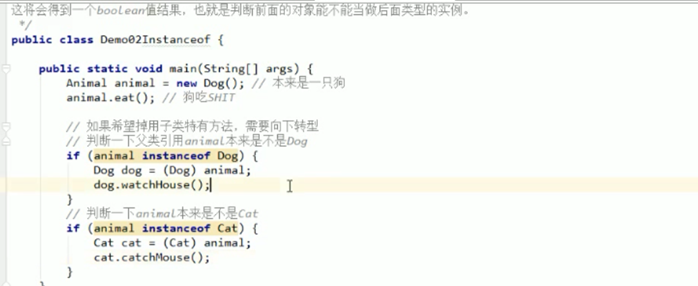 这将会得到一个boolean值结果，也就是判断前面的对象能不能当做后面类型的实例。
*/
public class Demo02Instanceof {
public static void main(String[] args) {
Animal animal = new Dog(); // 本来是一只狗
animal.eat(); // 狗吃SHIT
// 如果希望掉用子类特有方法，需要向下转型
// 判断一下父类引用animal本来是不是Dog
if (animal instanceof Dog) {
Dog dog = (Dog) animal;
dog.watchHouse();
}
// 判断一下animal本来是不是Cat
if (animal instanceof Cat) {
Cat cat = (Cat) animal;
cat.catchMouse();
}
}